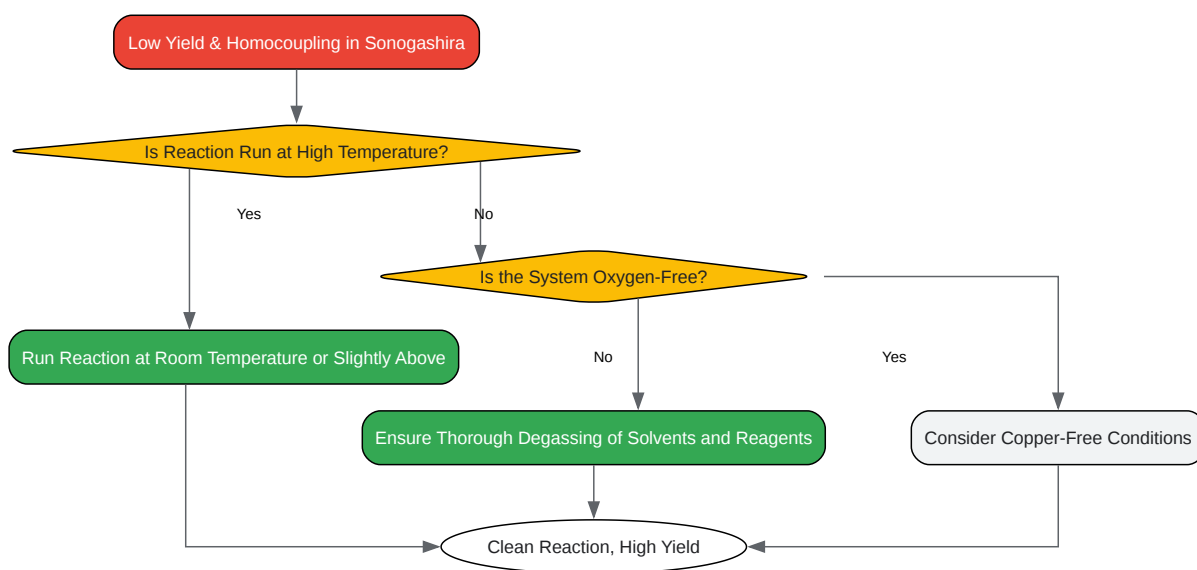 Low Yield & Homocoupling in Sonogashira
Is Reaction Run at High Temperature?
Yes
No
Is the System Oxygen-Free?
Run Reaction at Room Temperature or Slightly Above
No
Yes
Ensure Thorough Degassing of Solvents and Reagents
Consider Copper-Free Conditions
Clean Reaction, High Yield